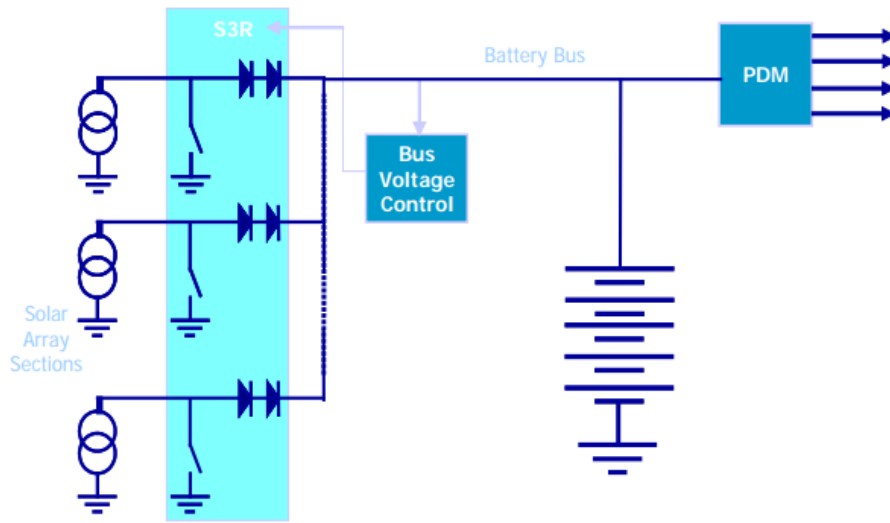 S3R
Battery Bus
PDM
Bus
Voltage
Control
Solar
Array
Sections